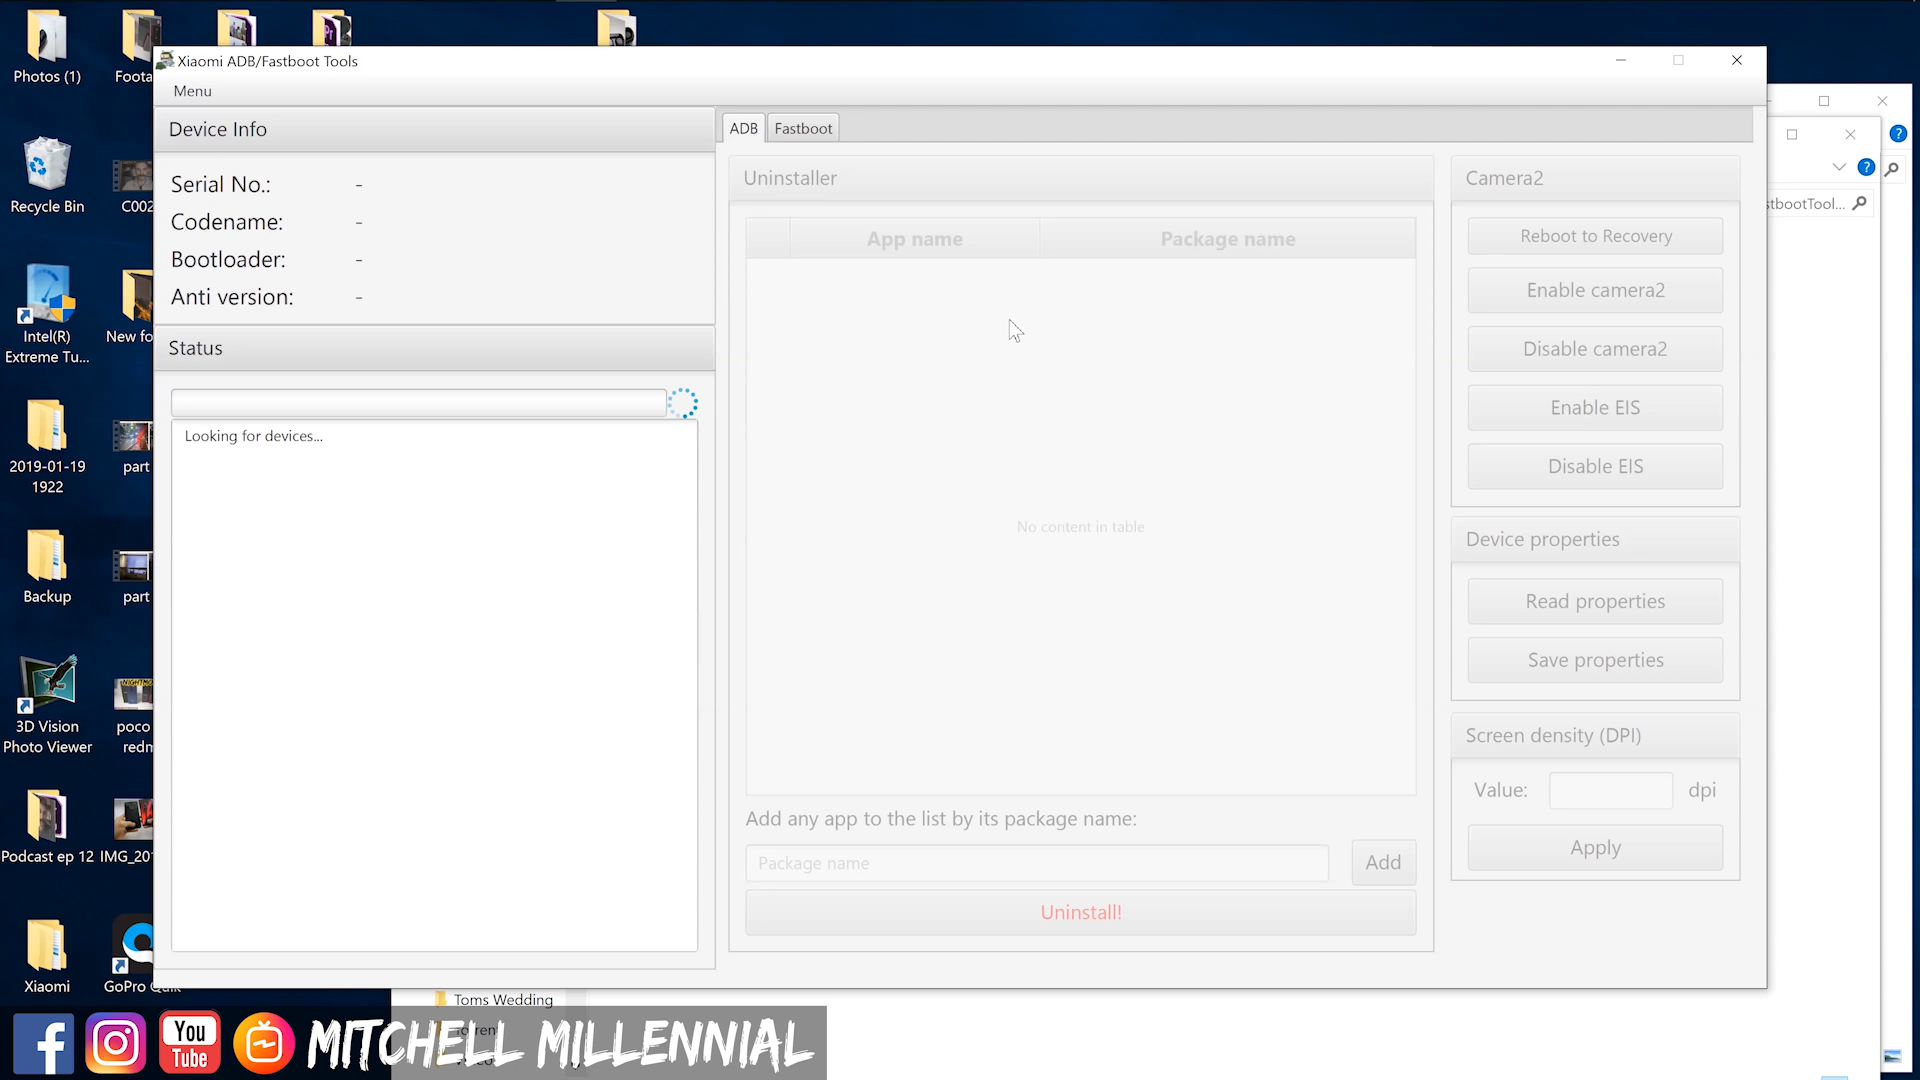 Photos (1)
Foota
Recycle Bin
C002
Intel(R)
Extreme Tu...
New fo
2019-01-19
1922
part
Backup
part
3D Vision
Photo Viewer
poco
redm
Podcast ep 12
IMG_201
Xiaomi
GoPro Quik
Xiaomi ADB/Fastboot Tools
Menu
Device Info
Serial No.: -
Codename: -
Bootloader: -
Anti version: -
Status
Looking for devices...
ADB
Fastboot
Uninstaller
App name
Package name
No content in table
Add any app to the list by its package name:
Package name
Add
Uninstall!
Camera2
Reboot to Recovery
Enable camera2
Disable camera2
Enable EIS
Disable EIS
Device properties
Read properties
Save properties
Screen density (DPI)
Value: dpi
Apply
stbootTool...
Toms Wedding
You
Tube
MITCHELL MILLENNIAL